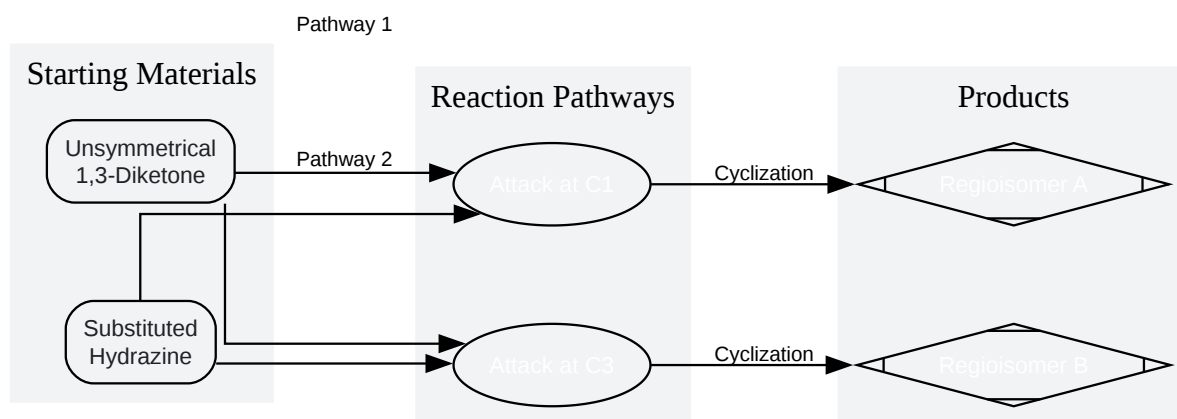 Pathway 1
Starting Materials
Reaction Pathways
Products
Unsymmetrical
1,3-Diketone
Pathway 2
Attack at C1
Cyclization
Regioisomer A
Substituted
Hydrazine
Attack at C3
Cyclization
Regioisomer B